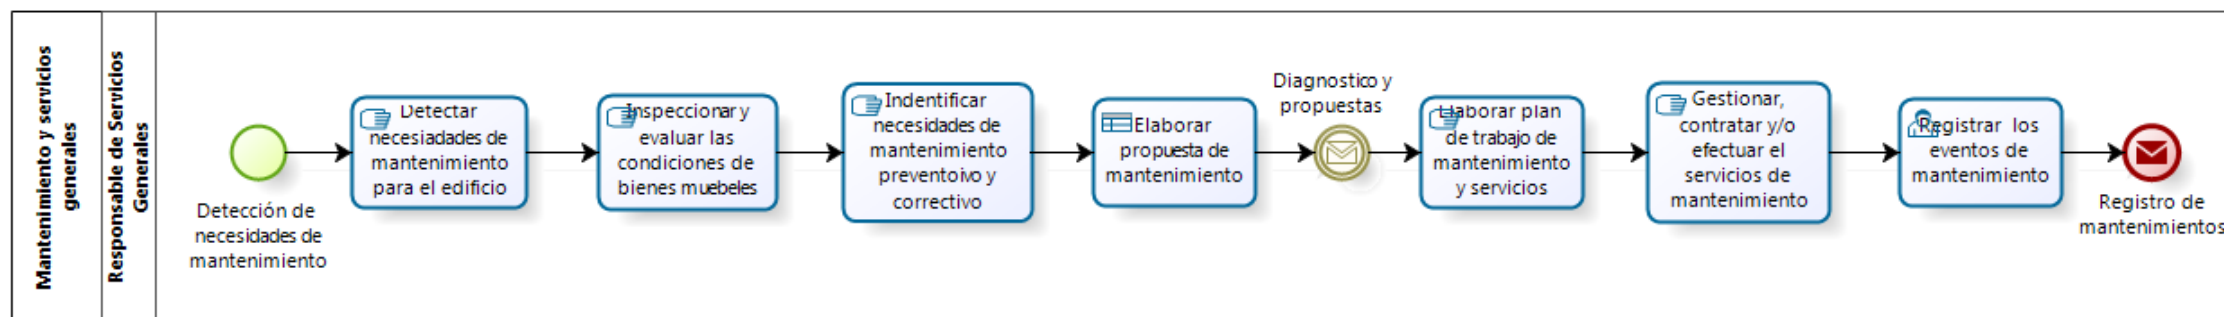 Mantenimiento y servicios
generales
Responsable de Servicios
Generales
Detección de
necesidades de
mantenimiento
Detectar
necesiadades de
mantenimiento
para el edificio
Inspeccionar y
evaluar las
condiciones de
bienes muebeles
Indentificar
necesidades de
mantenimiento
preventoivo y
correctivo
Elaborar
propuesta de
mantenimiento
Diagnostico y
propuestas
Elaborar plan
de trabajo de
mantenimiento
y servicios
Gestionar,
contratar y/o
efectuar el
servicios de
mantenimiento
Registrar los
eventos de
mantenimiento
Registro de
mantenimientos